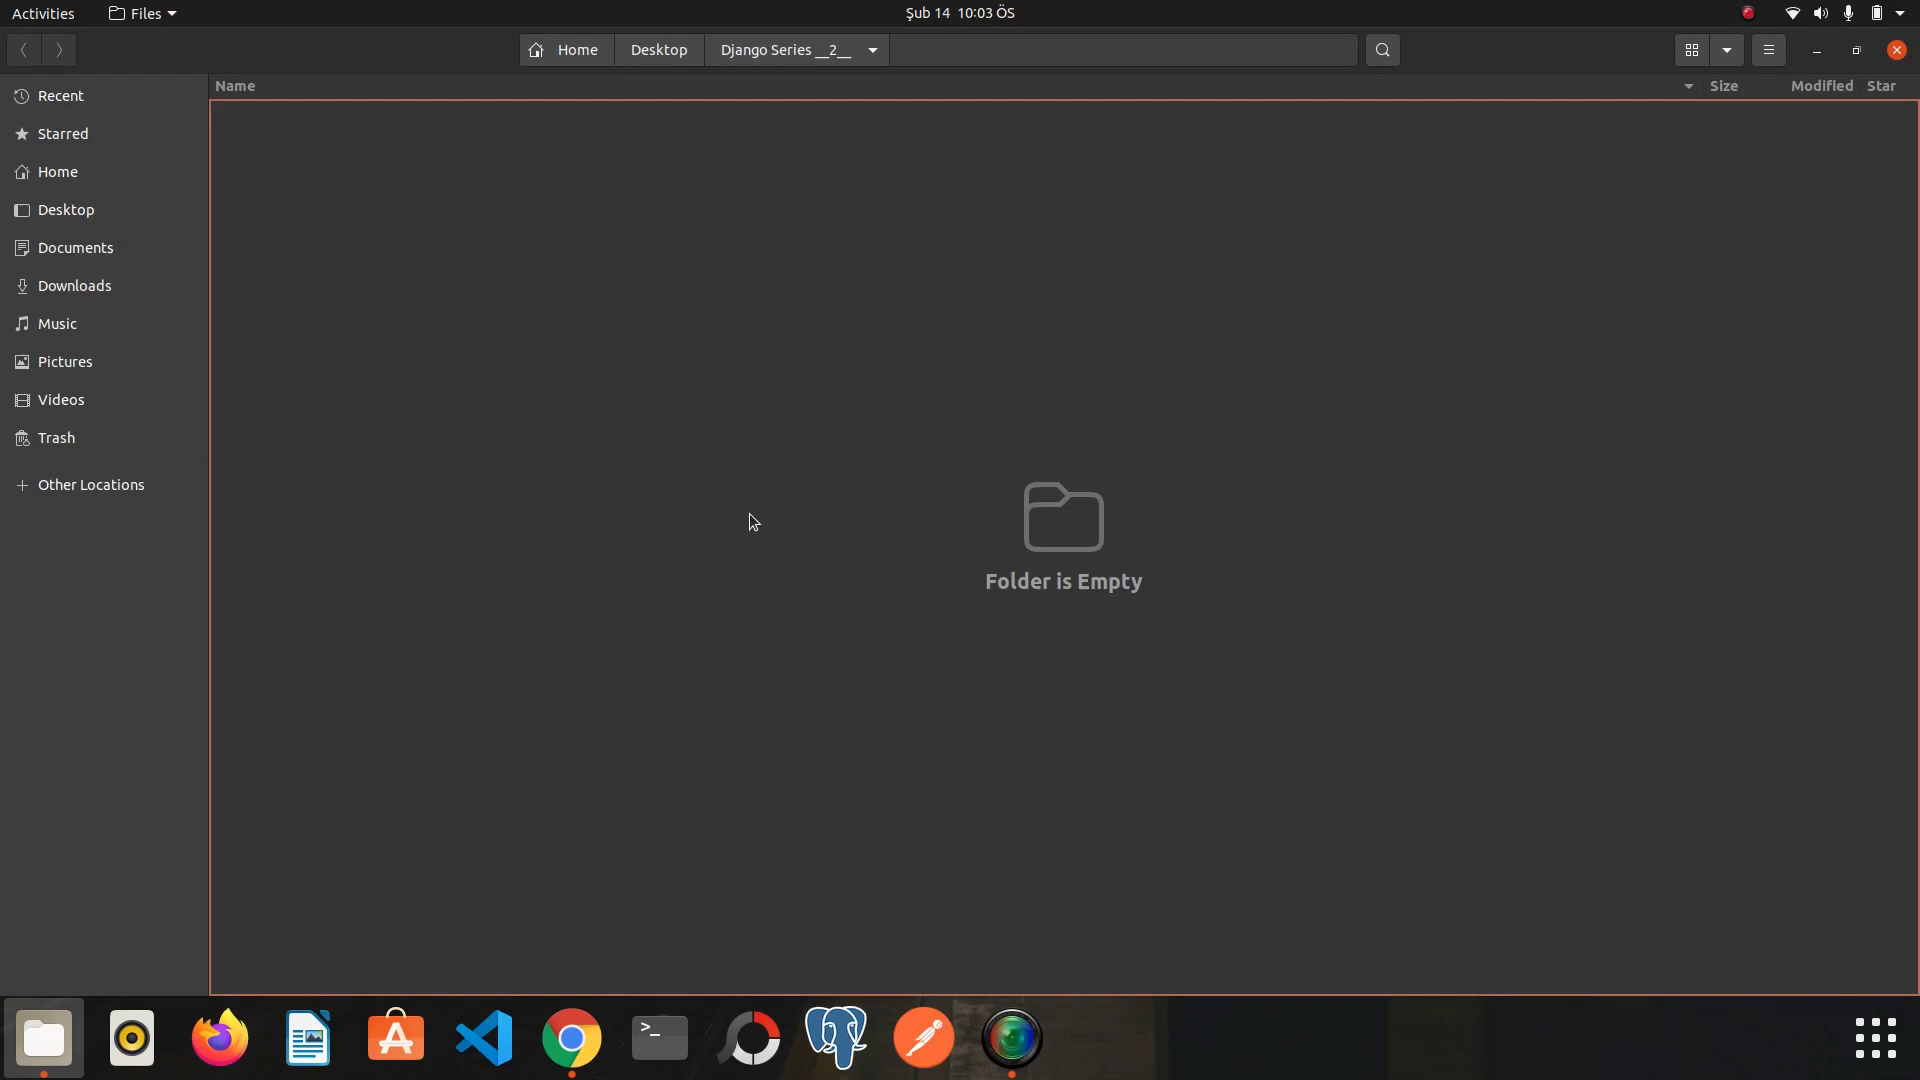 Activities Files Şub 14 10:03 ÖS
Home Desktop Django Series __2__
Name Size Modified Star
Recent
Starred
Home
Desktop
Documents
Downloads
Music
Pictures
Videos
Trash
Other Locations
Folder is Empty
>_